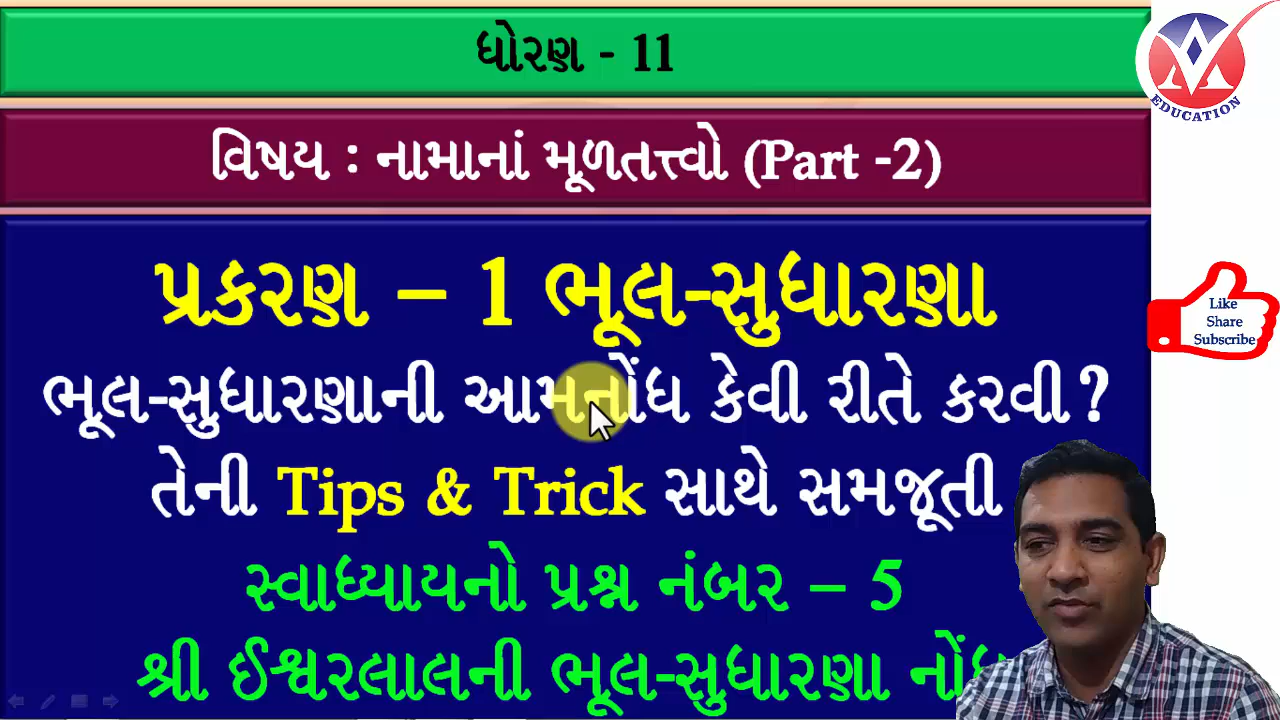 ધોરણ - 11
વિષય : નામાનાં મૂળતત્ત્વો (Part -2)
પ્રકરણ – 1 ભૂલ-સુધારણા
ભૂલ-સુધારણાની આમનોંધ કેવી રીતે કરવી ?
તેની Tips & Trick સાથે સમજૂતી
સ્વાધ્યાયનો પ્રશ્ન નંબર – 5
શ્રી ઈશ્વરલાલની ભૂલ-સુધારણા
EDUCATION
Like
Share
Subscribe